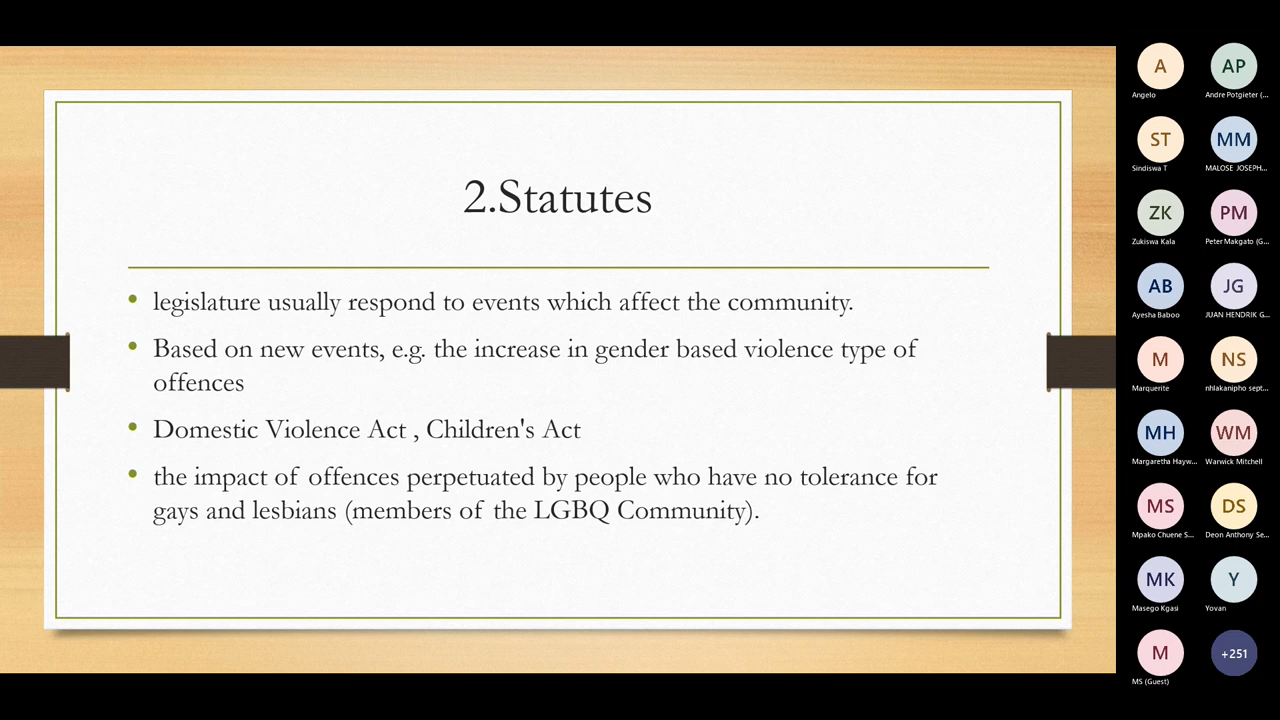 2.Statutes
legislature usually respond to events which affect the community.
Based on new events, e.g. the increase in gender based violence type of
offences
Domestic Violence Act , Children's Act
the impact of offences perpetuated by people who have no tolerance for
gays and lesbians (members of the LGBQ Community).
A
AP
Angelo
Andre Potgieter (...
ST
MM
Sindiswa T
MALOSE JOSEPH...
ZK
PM
Zukiswa Kala
Peter Makgato (G...
AB
JG
Ayesha Baboo
JUAN HENDRIK G...
M
NS
Marquerite
nhlakanipho sept...
MH
WM
Margaretha Hayw...
Warwick Mitchell
MS
DS
Mpako Chuene S...
Deon Anthony Se...
MK
Y
Masego Kgasi
Yovan
M
+251
MS (Guest)